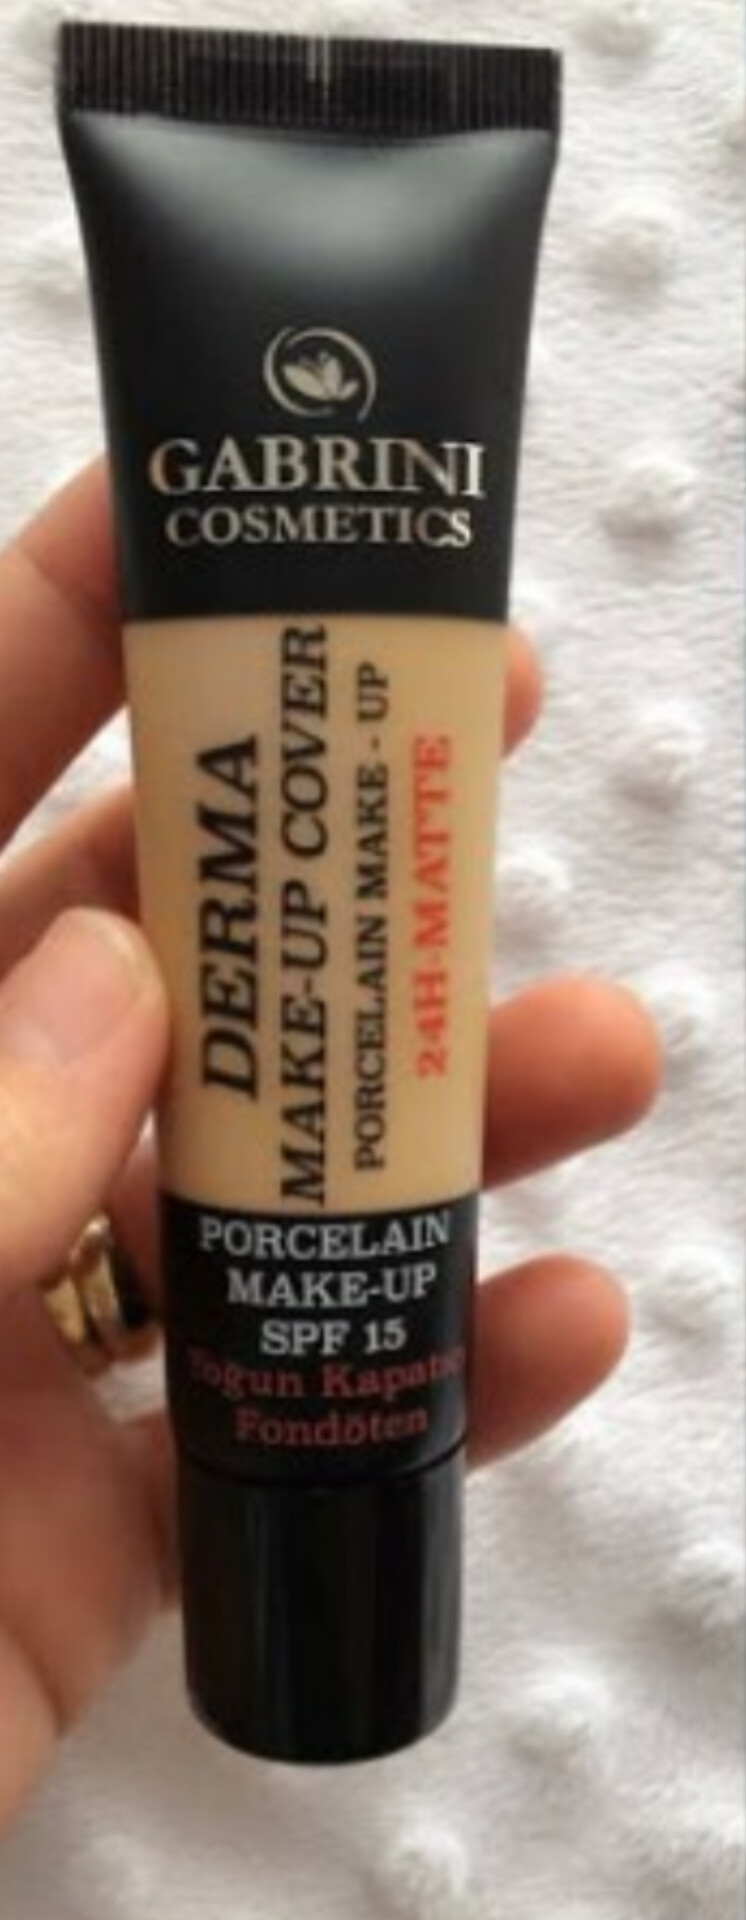 GABRINI
COSMETICS
DERMA
MAKE-UP COVER
PORCELAIN MAKE - UP
24H-MATTE
PORCELAIN
MAKE-UP
SPF 15
Fondöten